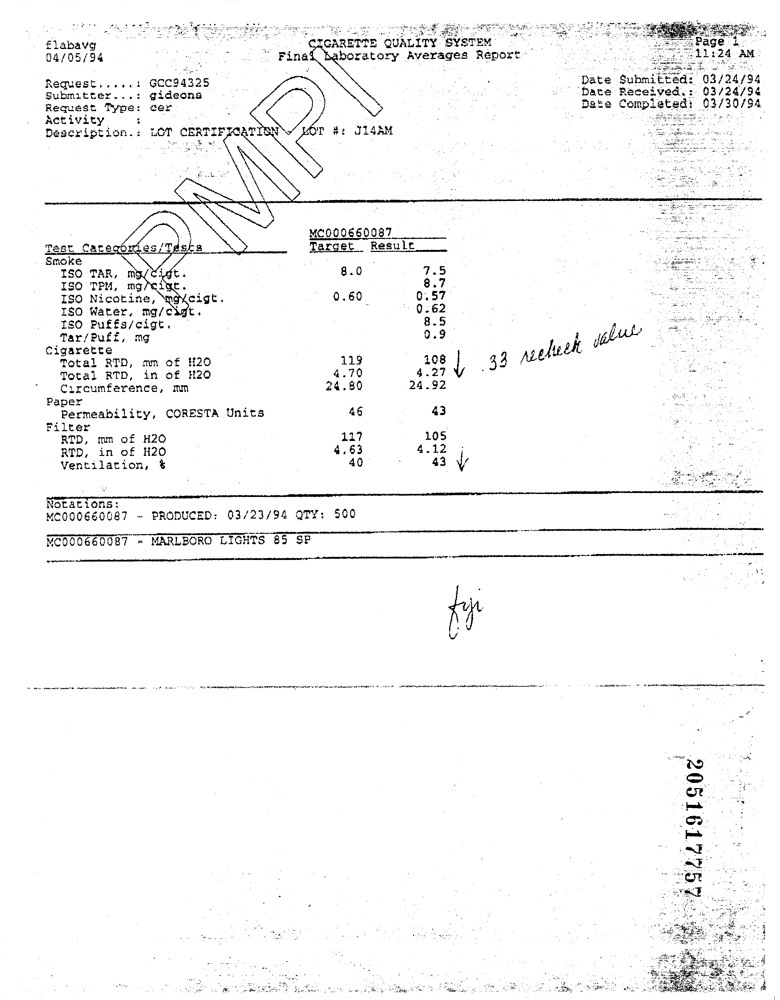 flabavg CIGARETTE QUALITY SYSTEM Page 1
04/05/94 Final Laboratory Averages Report 11:24 AM
Request.....: GCC94325 Date Submitted: 03/24/94
Submitter...: gideons Date Received.: 03/24/94
Request Type: cer Date Completed: 03/30/94
Activity :
Description.: LOT CERTIFICATION - LOT #: J14AM
PMPI
MC000660087
Test Categories/Tests Target Result
Smoke
ISO TAR, mg/cigt. 8.0 7.5
ISO TPM, mg/cigt. 8.7
ISO Nicotine, mg/cigt. 0.60 0.57
ISO Water, mg/cigt. 0.62
ISO Puffs/cigt. 8.5
Tar/Puff, mg 0.9
Cigarette
Total RTD, mm of H2O 119 108 ↓ .33 recheck value
Total RTD, in of H2O 4.70 4.27
Circumference, mm 24.80 24.92
Paper
Permeability, CORESTA Units 46 43
Filter
RTD, mm of H2O 117 105
RTD, in of H2O 4.63 4.12
Ventilation, % 40 43 ↓
Notations:
MC000660087 - PRODUCED: 03/23/94 QTY: 500
MC000660087 - MARLBORO LIGHTS 85 SP
fyi
2051617757